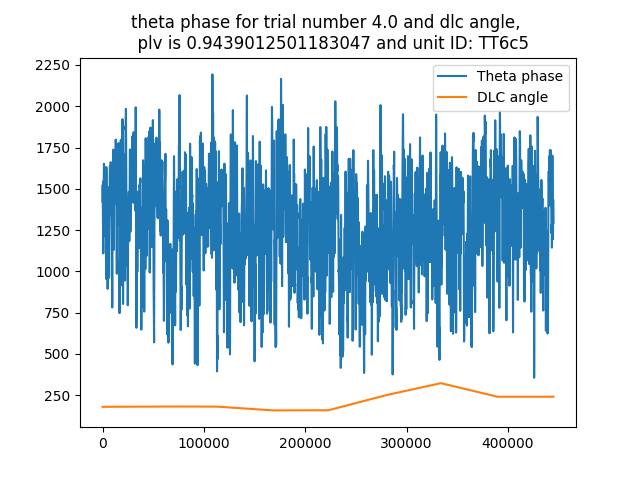 theta phase for trial number 4.0 and dlc angle,
plv is 0.9439012501183047 and unit ID: TT6c5
Theta phase
DLC angle
2250
2000
1750
1500
1250
1000
750
500
250
0 100000 200000 300000 400000